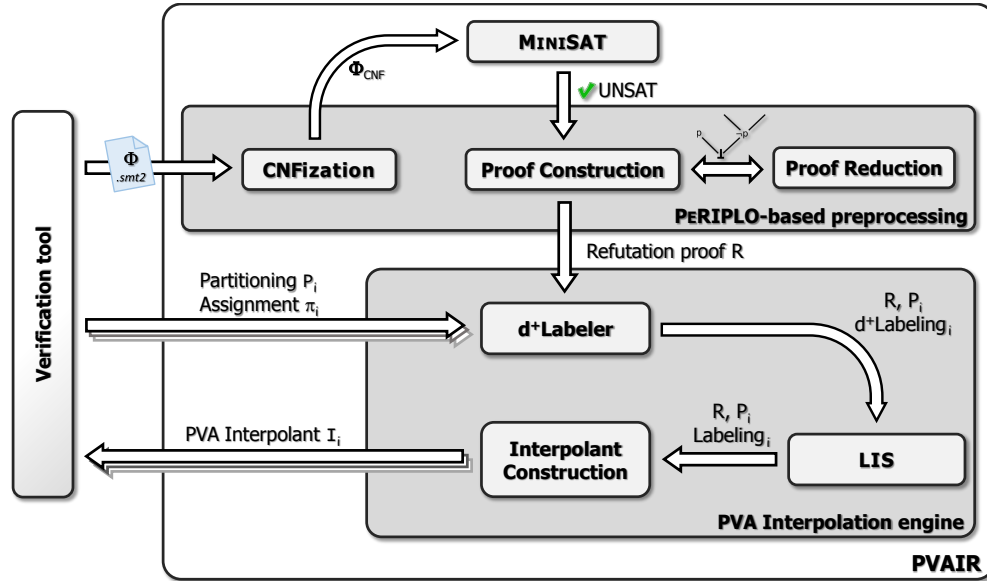 MINISAT
Φ_CNF
UNSAT
Φ
.smt2
CNFization
Proof Construction
p
¬p
⊥
Proof Reduction
PERIPLO-based preprocessing
Verification tool
Refutation proof R
Partitioning P_i
Assignment π_i
d⁺Labeler
R, P_i
d⁺Labeling_i
PVA Interpolant I_i
Interpolant
Construction
R, P_i
Labeling_i
LIS
PVA Interpolation engine
PVAIR